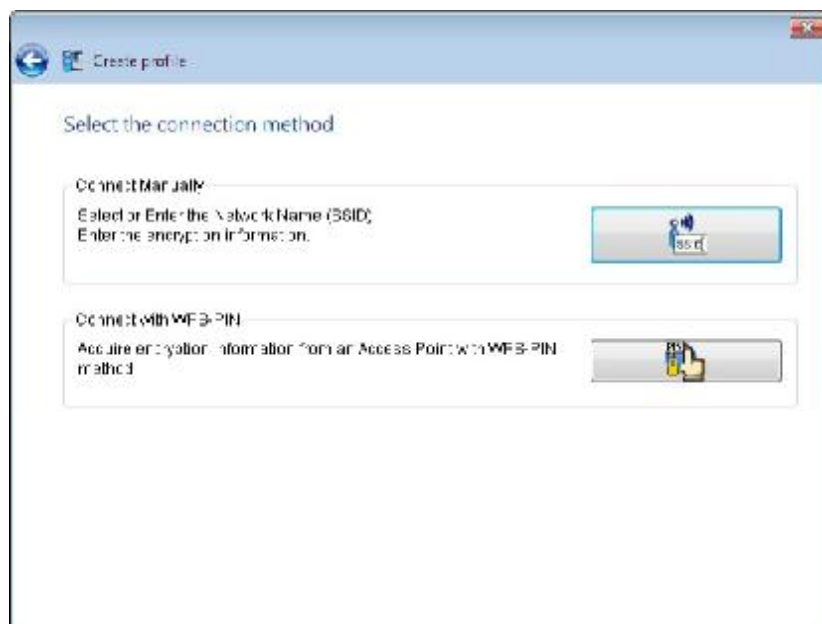 Create profile
Select the connection method
Connect Manually
Select or Enter the Network Name (SSID)
Enter the encryption information.
Connect with WPS-PIN
Acquire encryption information from an Access Point with WPS-PIN
method
SSID
PIN